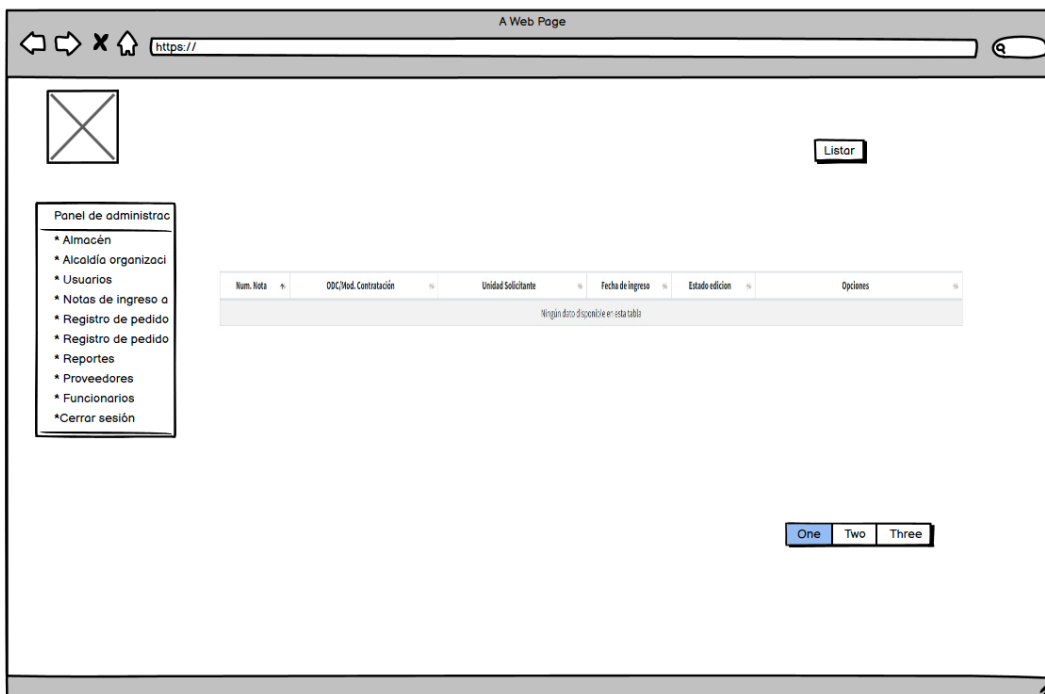 A Web Page
https://
Listar
Panel de administrac
* Almacén
* Alcaldía organizaci
* Usuarios
* Notas de ingreso a
* Registro de pedido
* Registro de pedido
* Reportes
* Proveedores
* Funcionarios
*Cerrar sesión
Num. Nota ODC/Mod. Contratación Unidad Solicitante Fecha de ingreso Estado edicion Opciones
Ningún dato disponible en esta tabla
One Two Three